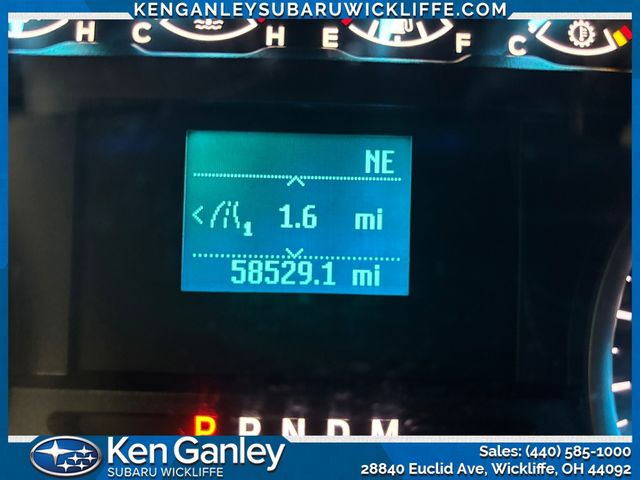 KENGANLEYSUBARUWICKLIFFE.COM
H C H E F C
NE
< 1 1.6 mi
58529.1 mi
P R N D M
Ken Ganley
SUBARU WICKLIFFE
Sales: (440) 585-1000
28840 Euclid Ave, Wickliffe, OH 44092